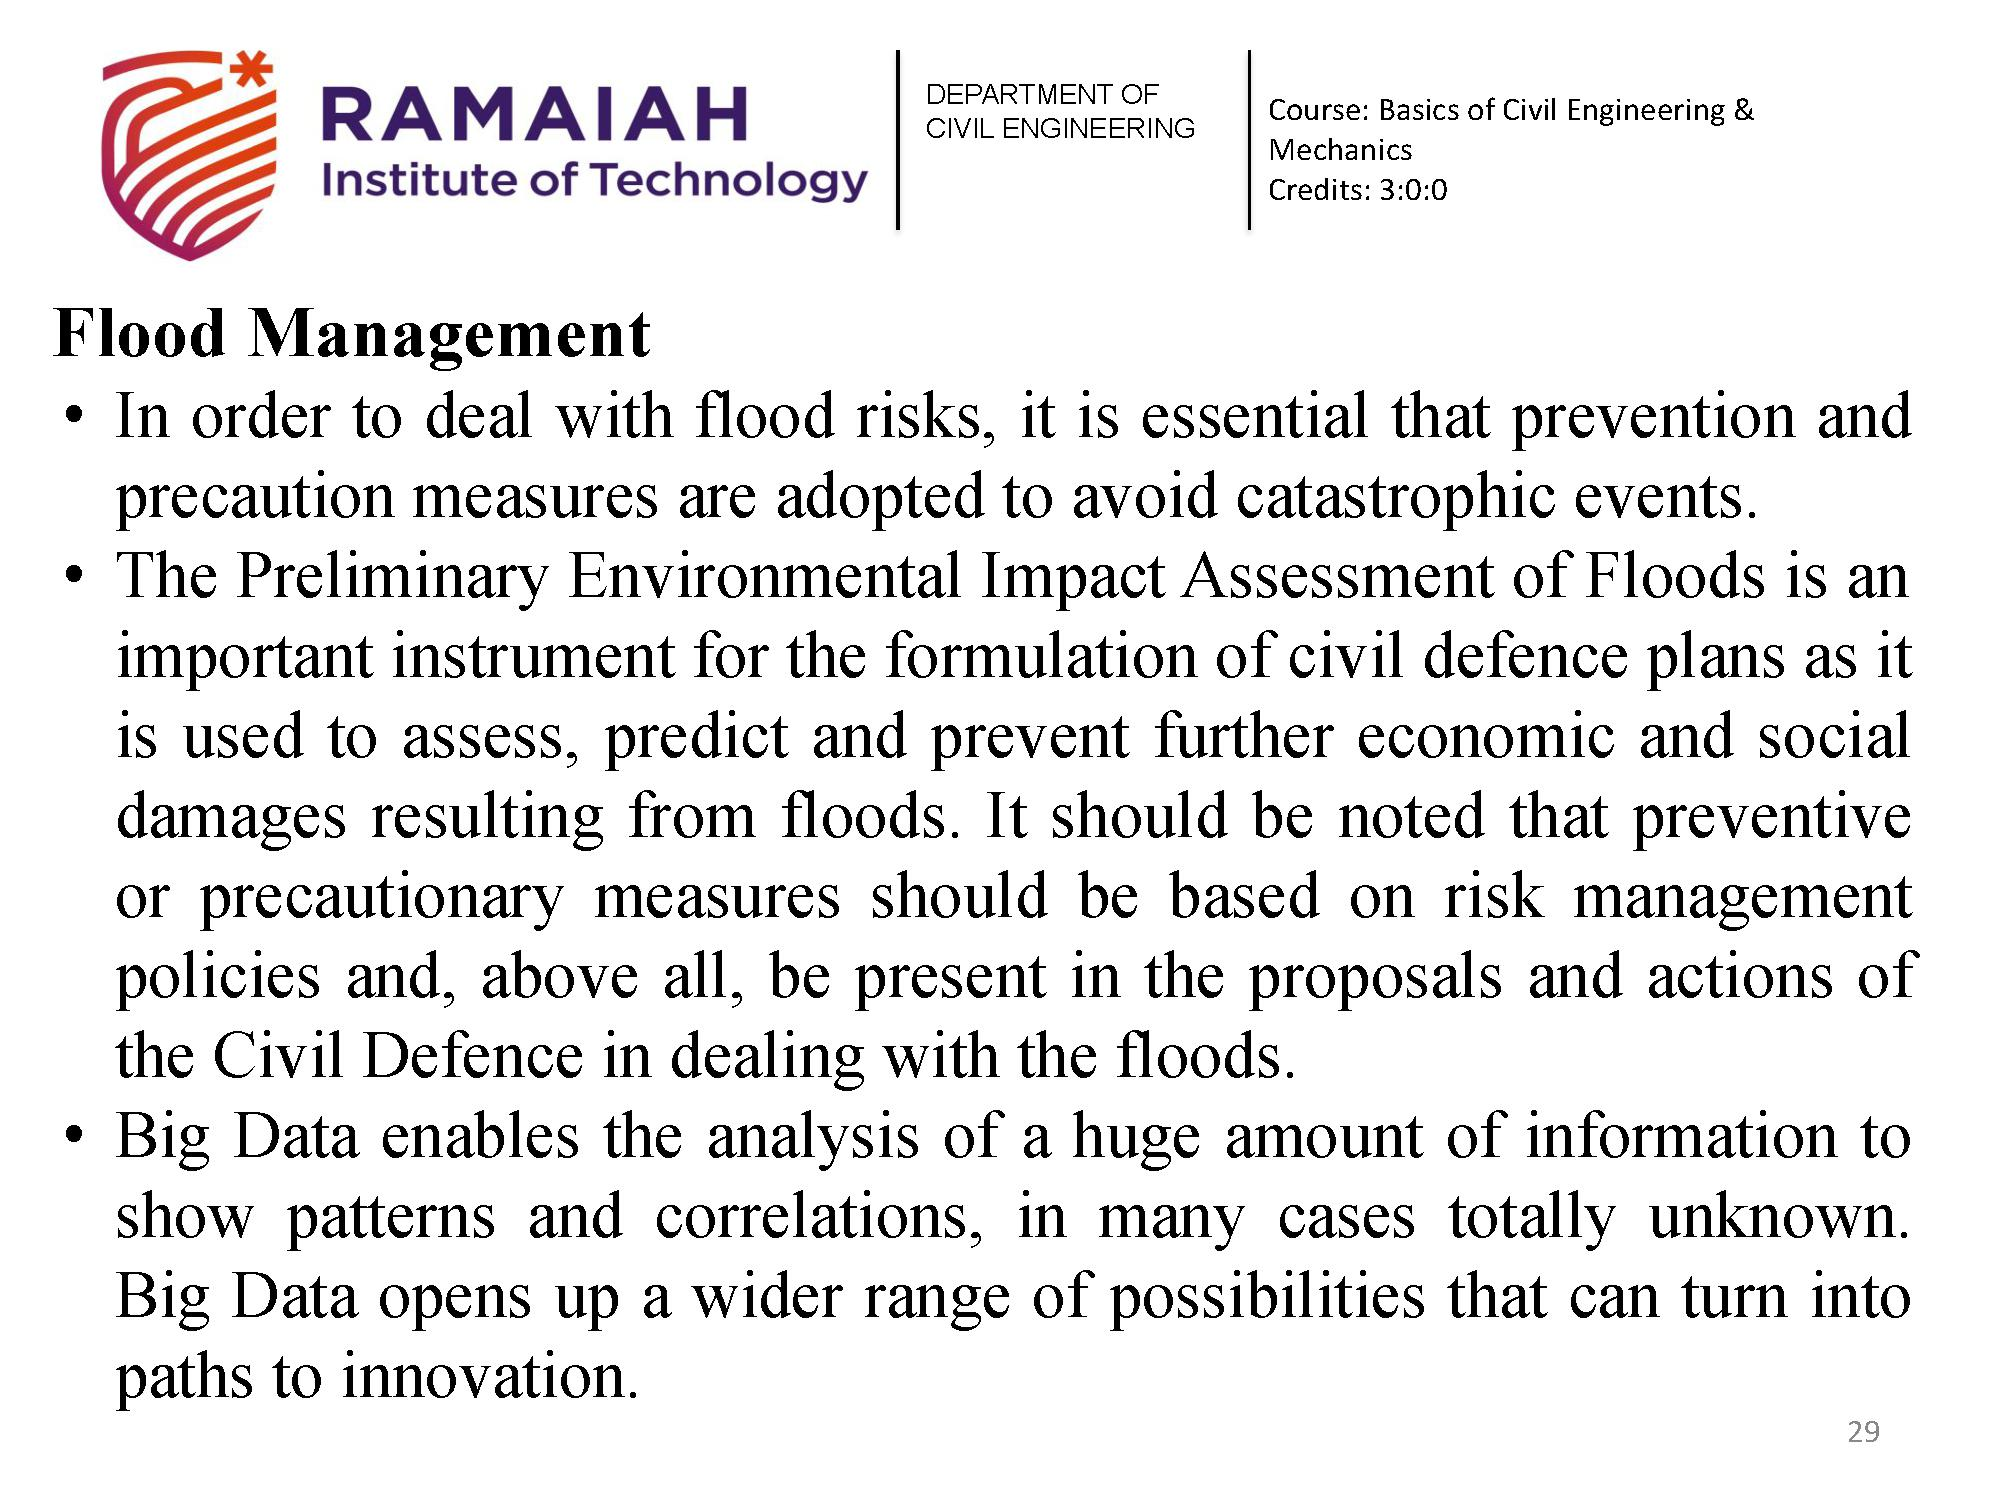 RAMAIAH
Institute of Technology
DEPARTMENT OF
CIVIL ENGINEERING
Course: Basics of Civil Engineering &
Mechanics
Credits: 3:0:0
Flood Management
• In order to deal with flood risks, it is essential that prevention and
precaution measures are adopted to avoid catastrophic events.
• The Preliminary Environmental Impact Assessment of Floods is an
important instrument for the formulation of civil defence plans as it
is used to assess, predict and prevent further economic and social
damages resulting from floods. It should be noted that preventive
or precautionary measures should be based on risk management
policies and, above all, be present in the proposals and actions of
the Civil Defence in dealing with the floods.
• Big Data enables the analysis of a huge amount of information to
show patterns and correlations, in many cases totally unknown.
Big Data opens up a wider range of possibilities that can turn into
paths to innovation.
29